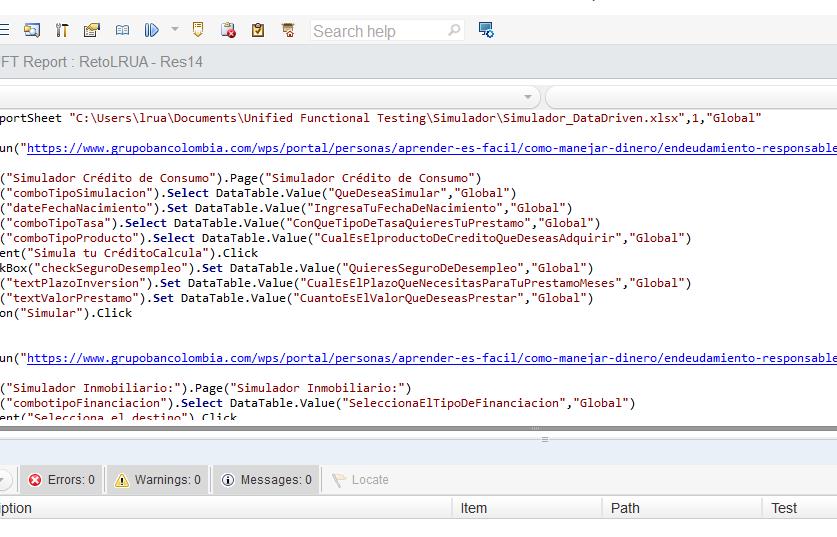 Search help
FT Report : RetoLRUA - Res14
portSheet "C:\Users\lrua\Documents\Unified Functional Testing\Simulador\Simulador_DataDriven.xlsx",1,"Global"
un("https://www.grupobancolombia.com/wps/portal/personas/aprender-es-facil/como-manejar-dinero/endeudamiento-responsable
("Simulador Crédito de Consumo").Page("Simulador Crédito de Consumo")
("comboTipoSimulacion").Select DataTable.Value("QueDeseaSimular","Global")
("dateFechaNacimiento").Set DataTable.Value("IngresaTuFechaDeNacimiento","Global")
("comboTipoTasa").Select DataTable.Value("ConQueTipoDeTasaQuieresTuPrestamo","Global")
("comboTipoProducto").Select DataTable.Value("CualEsElproductoDeCreditoQueDeseasAdquirir","Global")
ent("Simula tu CréditoCalcula").Click
kBox("checkSeguroDesempleo").Set DataTable.Value("QuieresSeguroDeDesempleo","Global")
("textPlazoInversion").Set DataTable.Value("CualEsElPlazoQueNecesitasParaTuPrestamoMeses","Global")
("textValorPrestamo").Set DataTable.Value("CuantoEsElValorQueDeseasPrestar","Global")
on("Simular").Click
un("https://www.grupobancolombia.com/wps/portal/personas/aprender-es-facil/como-manejar-dinero/endeudamiento-responsable
("Simulador Inmobiliario:").Page("Simulador Inmobiliario:")
("combotipoFinanciacion").Select DataTable.Value("SeleccionaElTipoDeFinanciacion","Global")
ent("Selecciona el destino").Click
Errors: 0 Warnings: 0 Messages: 0 Locate
iption Item Path Test